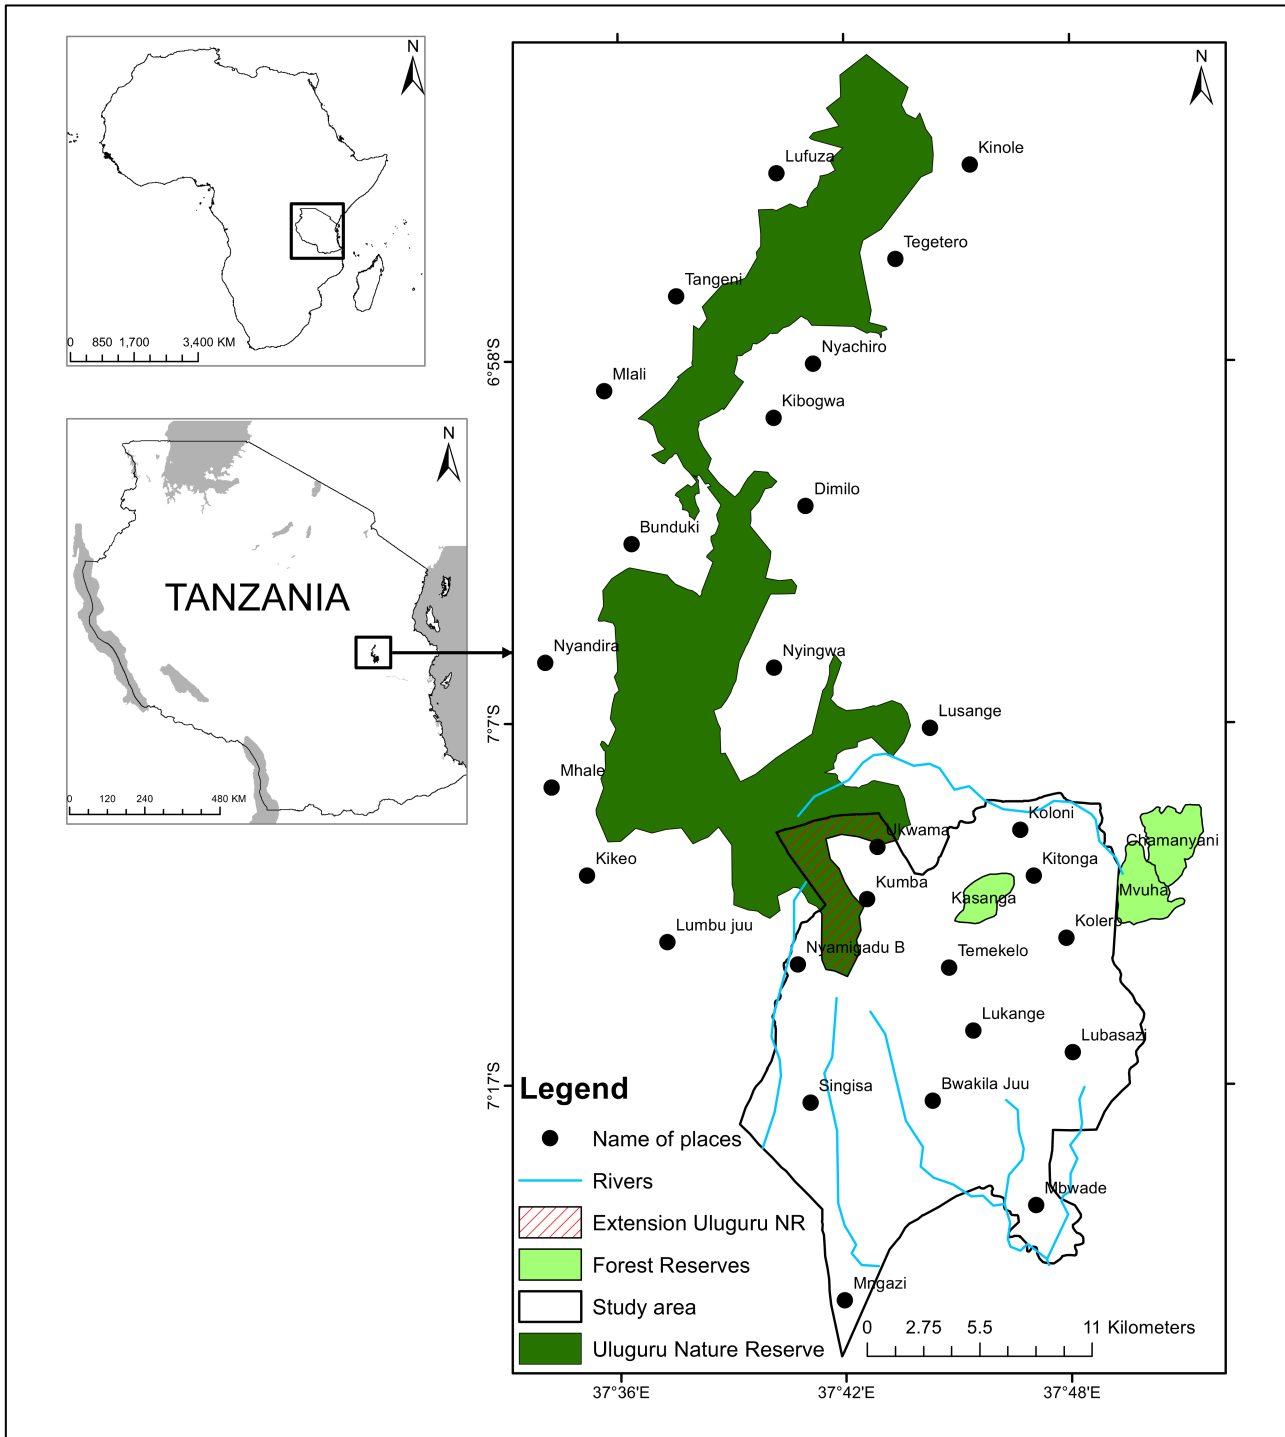 N
0 850 1,700 3,400 KM
N
TANZANIA
0 120 240 480 KM
N
Lufuza
Kinole
Tegetero
Tangeni
Nyachiro
6°58'S
Mlali
Kibogwa
Dimilo
Bunduki
Nyandira
Nyingwa
Lusange
7°7'S
Mhale
Koloni
Ukwama
Chamanyani
Kikeo
Kitonga
Kumba
Kasanga
Mvuha
Lumbu juu
Kolero
Nyamigadu B
Temekelo
Lukange
Lubasazi
7°17'S
Singisa
Bwakila Juu
Mbwade
Mngazi
Legend
Name of places
Rivers
Extension Uluguru NR
Forest Reserves
Study area
Uluguru Nature Reserve
0 2.75 5.5 11 Kilometers
37°36'E 37°42'E 37°48'E